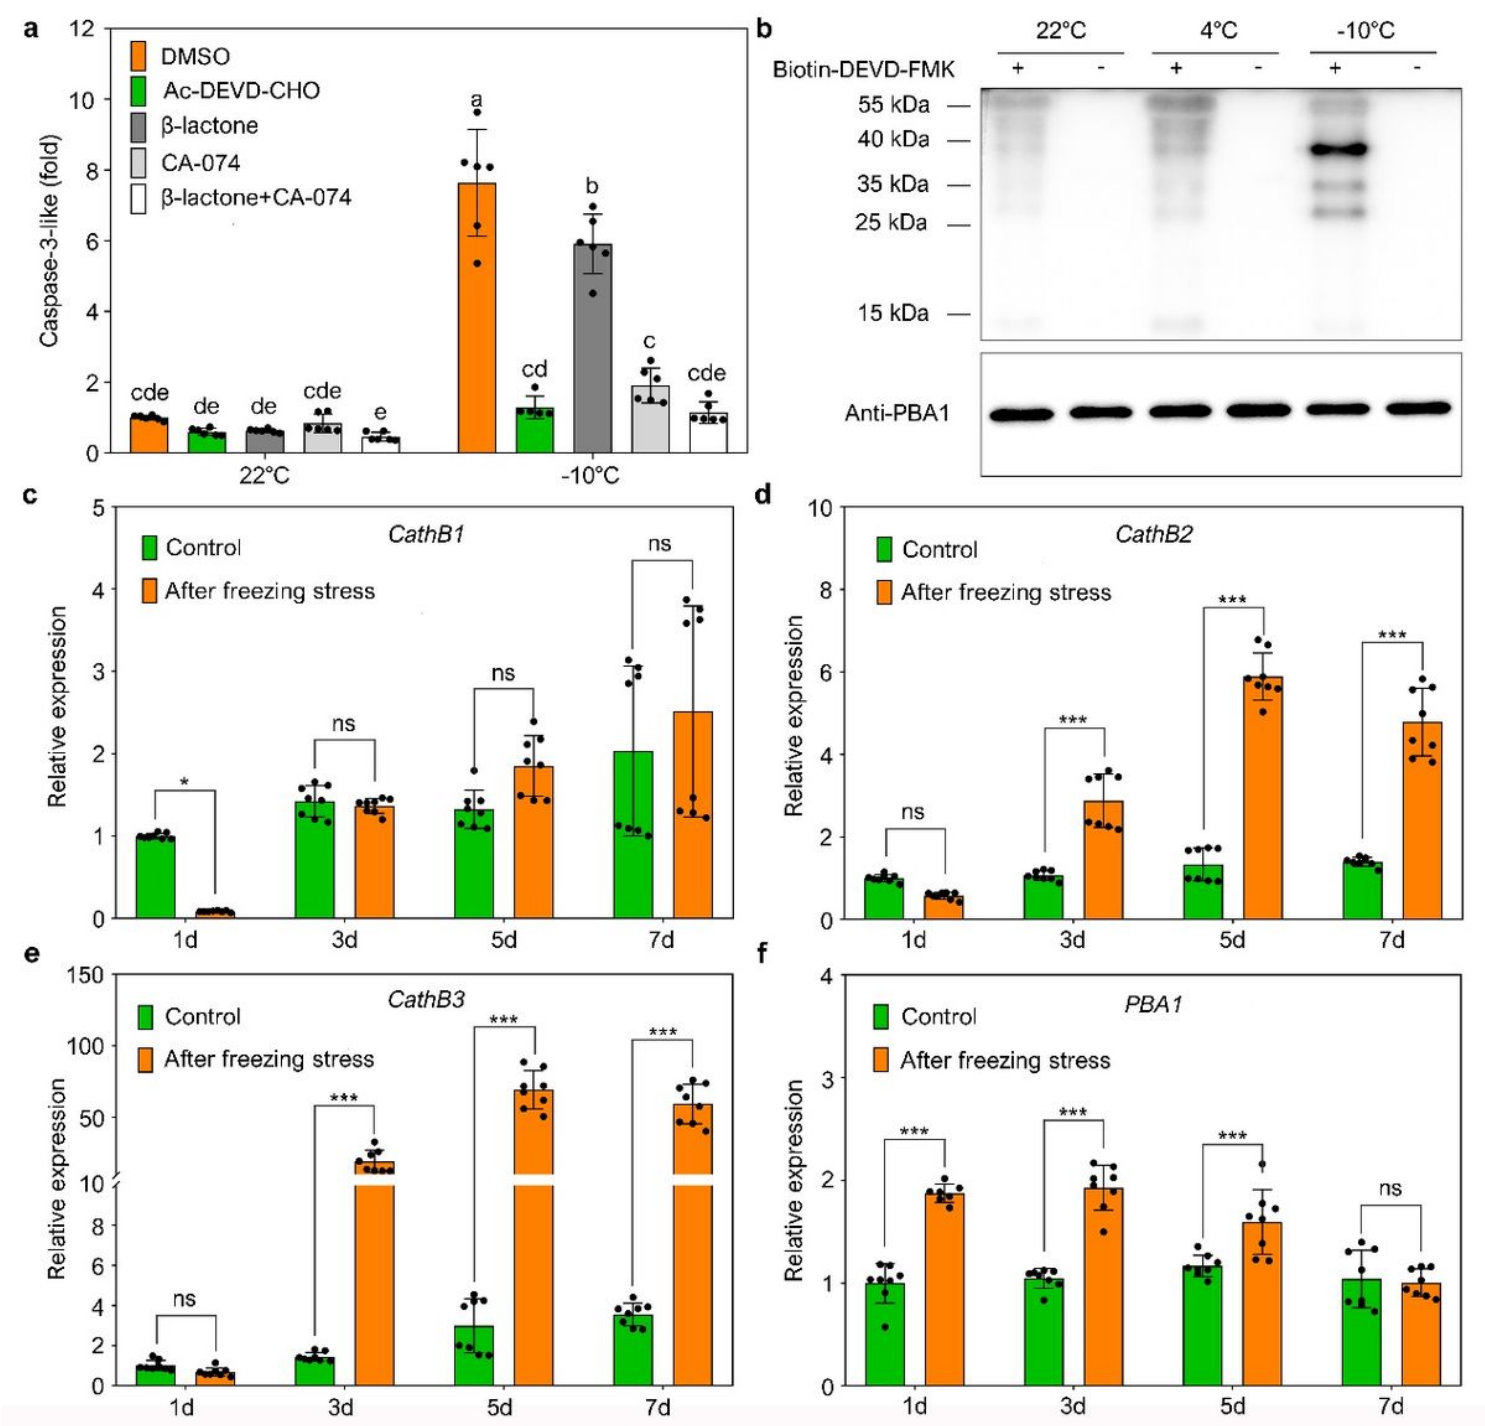 a
12
10
8
6
4
2
0
Caspase-3-like (fold)
DMSO
Ac-DEVD-CHO
β-lactone
CA-074
β-lactone+CA-074
cde
de
de
cde
e
a
cd
b
c
cde
22°C
-10°C
b
22°C 4°C -10°C
Biotin-DEVD-FMK + - + - + -
55 kDa
40 kDa
35 kDa
25 kDa
15 kDa
Anti-PBA1
c
5
4
3
2
1
0
Relative expression
CathB1
Control
After freezing stress
*
ns
ns
ns
1d 3d 5d 7d
d
10
8
6
4
2
0
Relative expression
CathB2
Control
After freezing stress
ns
***
***
***
1d 3d 5d 7d
e
150
100
50
10
8
6
4
2
0
Relative expression
CathB3
Control
After freezing stress
ns
***
***
***
1d 3d 5d 7d
f
4
3
2
1
0
Relative expression
PBA1
Control
After freezing stress
***
***
***
ns
1d 3d 5d 7d